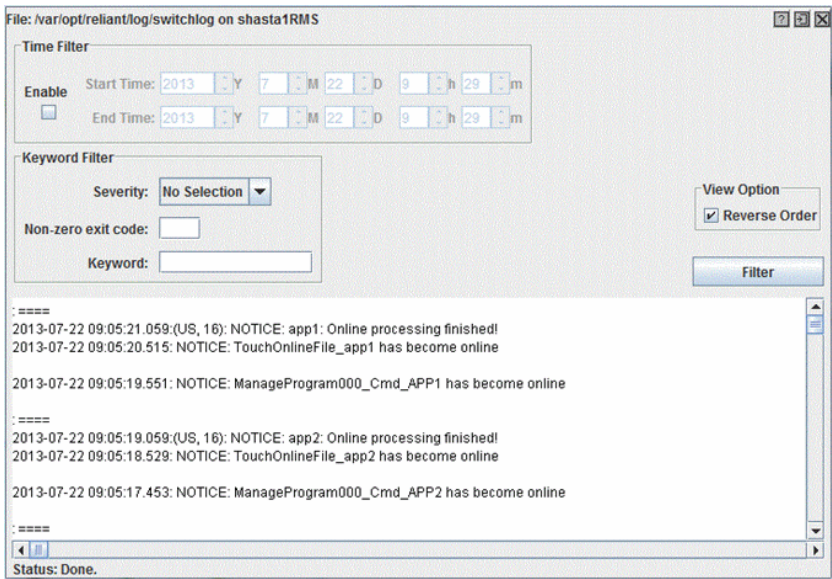 File: /var/opt/reliant/log/switchlog on shasta1RMS
Time Filter
Enable
Start Time: 2013 Y 7 M 22 D 9 h 29 m
End Time: 2013 Y 7 M 22 D 9 h 29 m
Keyword Filter
Severity: No Selection
Non-zero exit code:
Keyword:
View Option
Reverse Order
Filter
: ====
2013-07-22 09:05:21.059:(US, 16): NOTICE: app1: Online processing finished!
2013-07-22 09:05:20.515: NOTICE: TouchOnlineFile_app1 has become online
2013-07-22 09:05:19.551: NOTICE: ManageProgram000_Cmd_APP1 has become online
: ====
2013-07-22 09:05:19.059:(US, 16): NOTICE: app2: Online processing finished!
2013-07-22 09:05:18.529: NOTICE: TouchOnlineFile_app2 has become online
2013-07-22 09:05:17.453: NOTICE: ManageProgram000_Cmd_APP2 has become online
: ====
Status: Done.